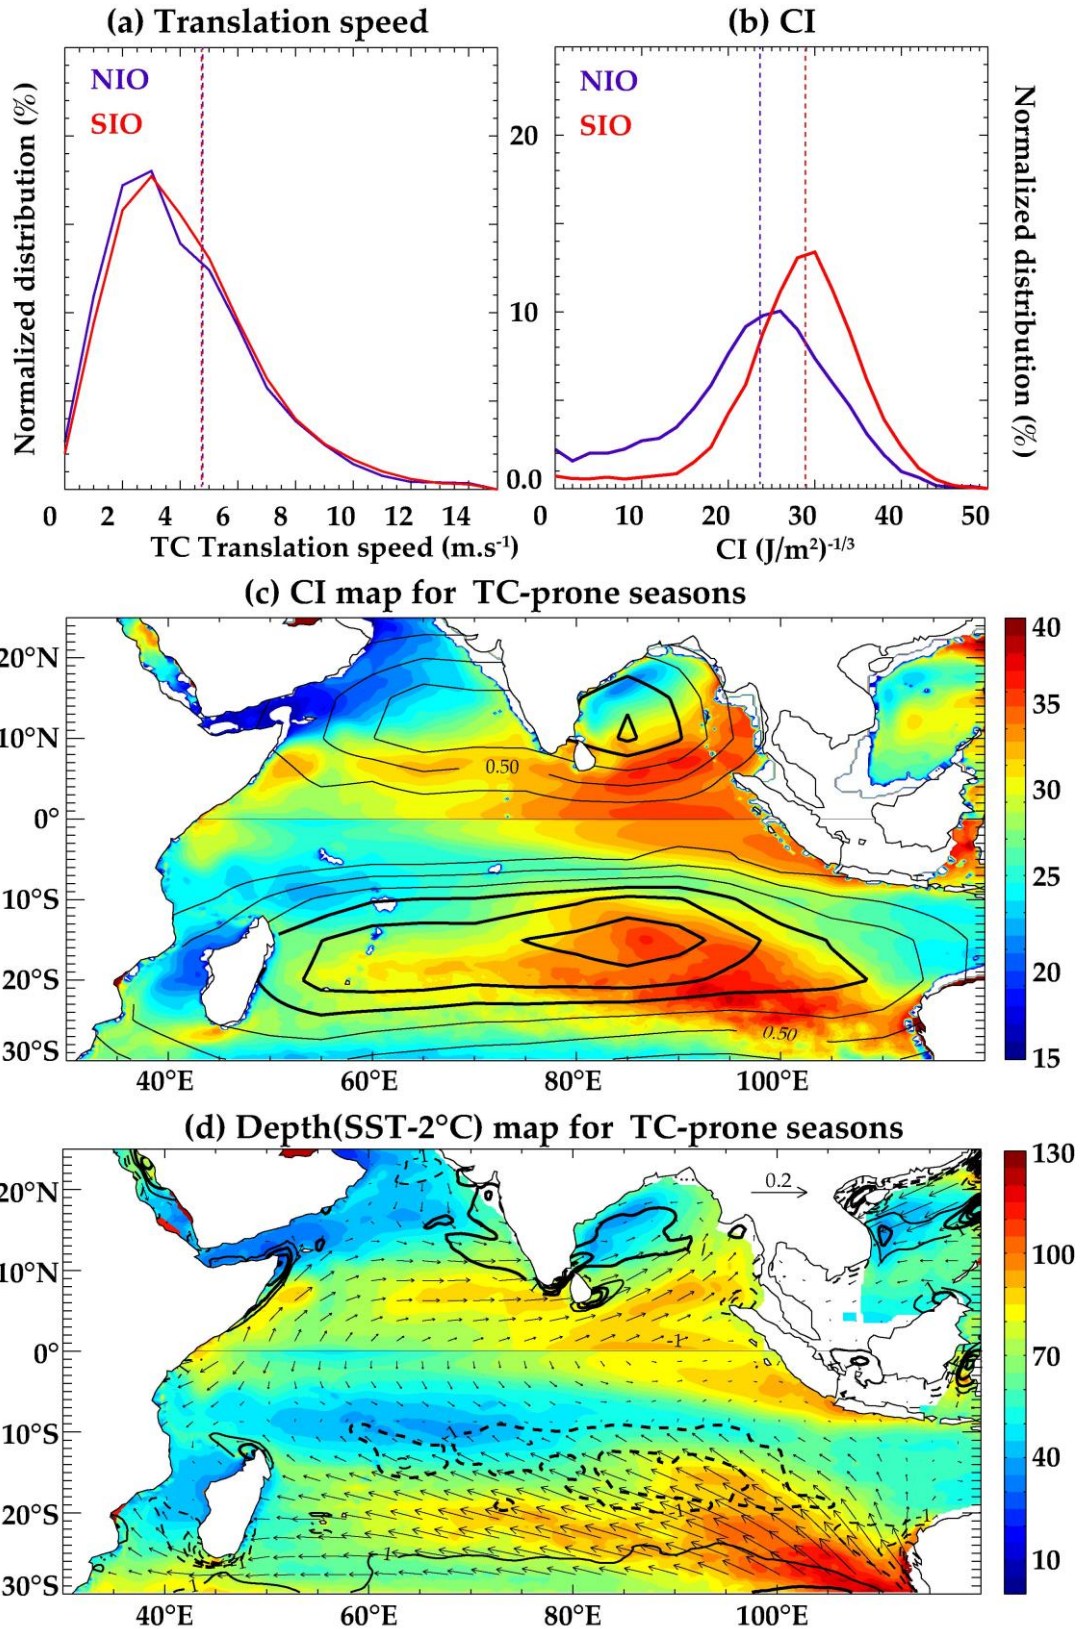 (a) Translation speed
(b) CI
NIO
SIO
NIO
SIO
Normalized distribution (%)
20
10
0.0
Normalized distribution (%)
0 2 4 6 8 10 12 14
TC Translation speed (m.s-1)
0 10 20 30 40 50
CI (J/m²)-1/3
(c) CI map for TC-prone seasons
20°N
10°N
0°
10°S
20°S
30°S
0.50
0.50
40
35
30
25
20
15
40°E 60°E 80°E 100°E
(d) Depth(SST-2°C) map for TC-prone seasons
20°N
10°N
0°
10°S
20°S
30°S
0.2
-1
1
1
130
100
70
40
10
40°E 60°E 80°E 100°E